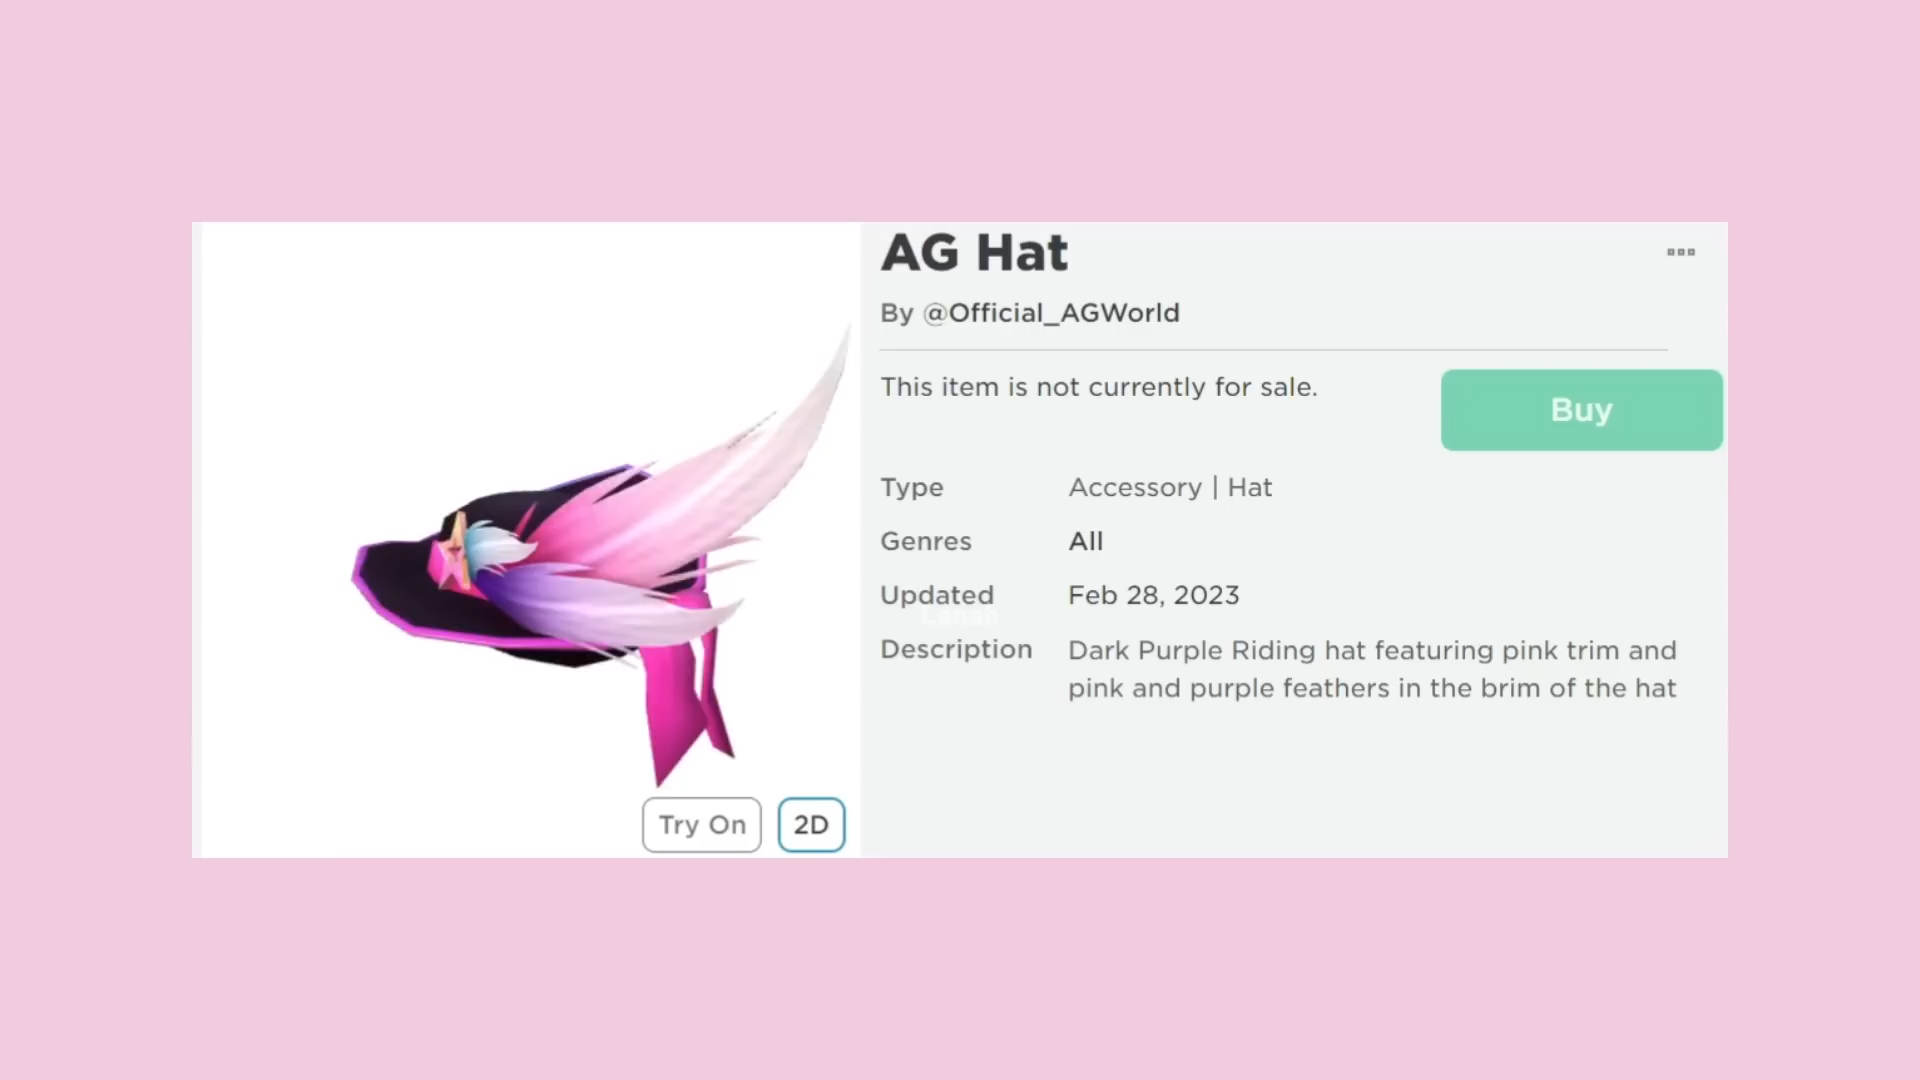 AG Hat
By @Official_AGWorld
This item is not currently for sale.
Buy
Type Accessory | Hat
Genres All
Updated Feb 28, 2023
Description Dark Purple Riding hat featuring pink trim and
pink and purple feathers in the brim of the hat
Try On 2D